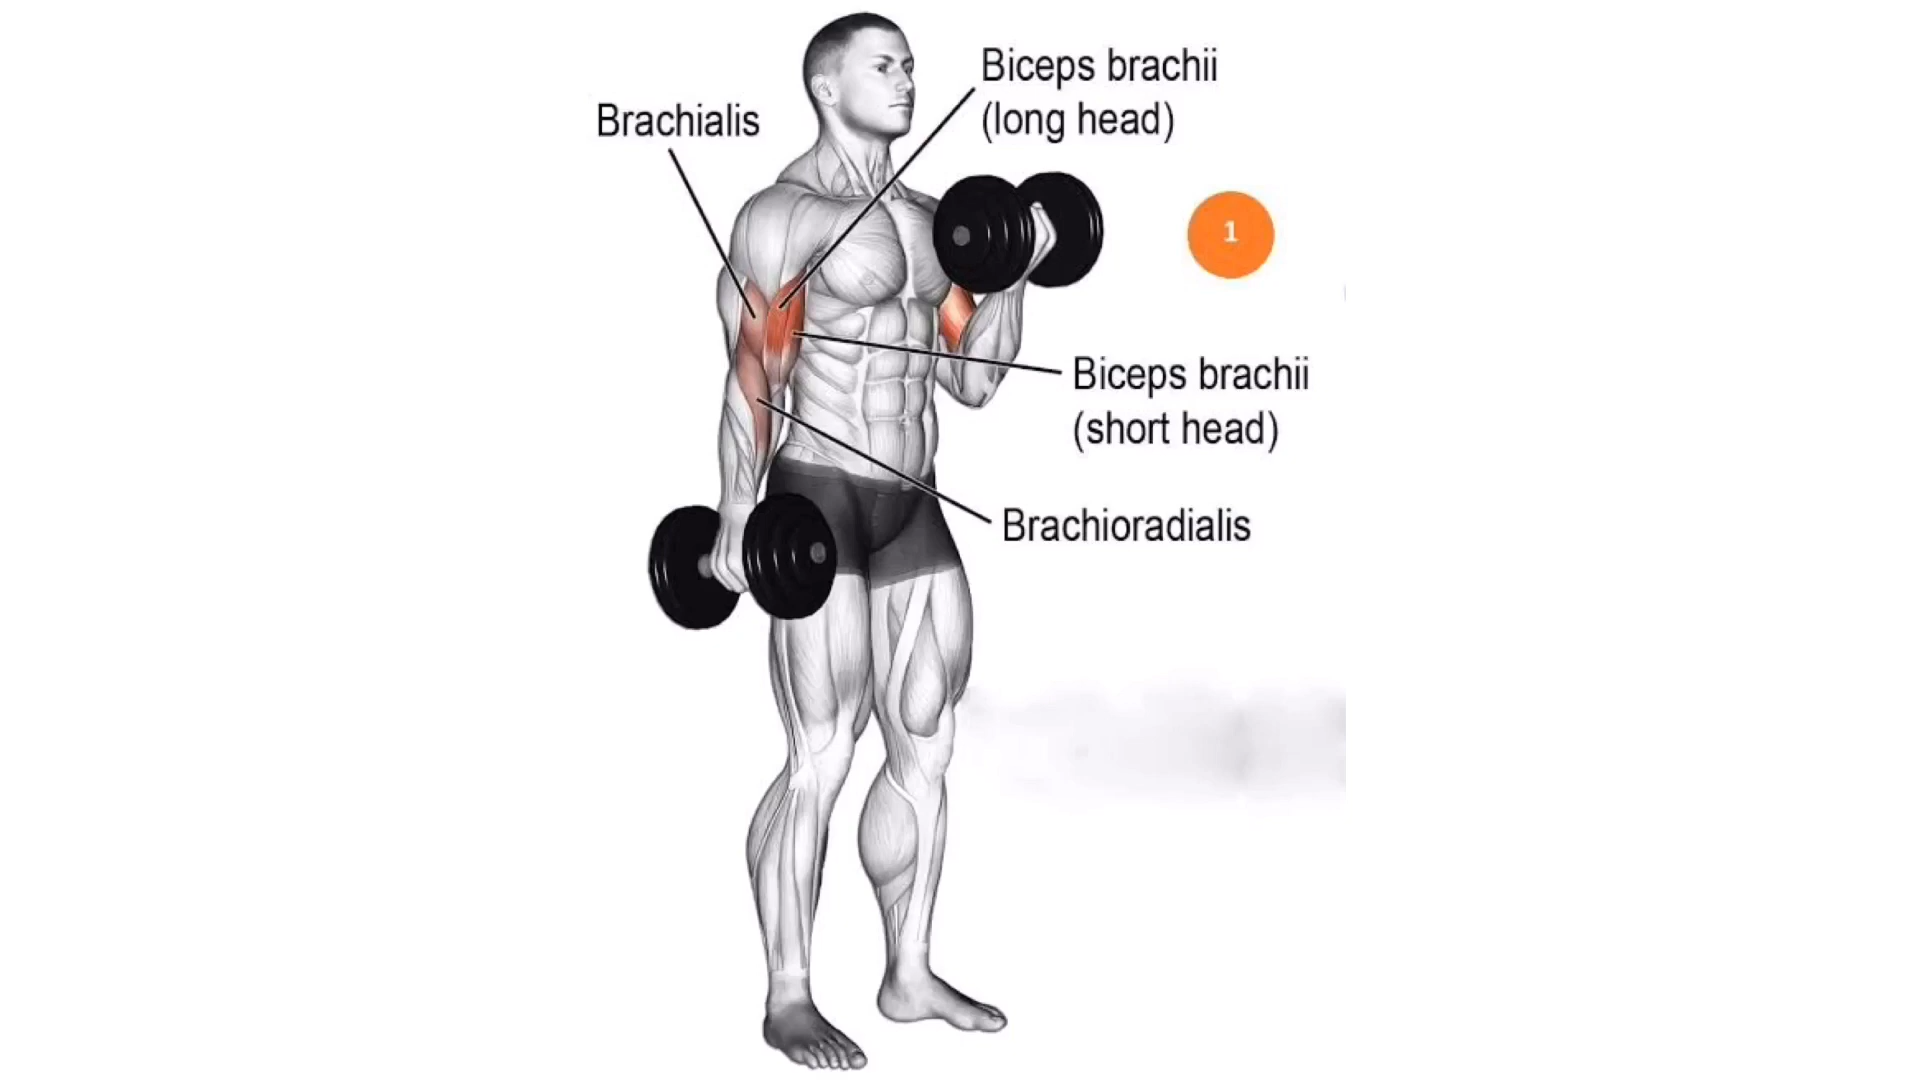 Biceps brachii
(long head)
Brachialis
1
Biceps brachii
(short head)
Brachioradialis